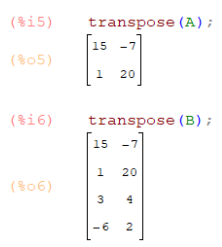 (%i5) transpose(A);
(%o5)
15 -7
1 20
(%i6) transpose(B);
(%o6)
15 -7
1 20
3 4
-6 2